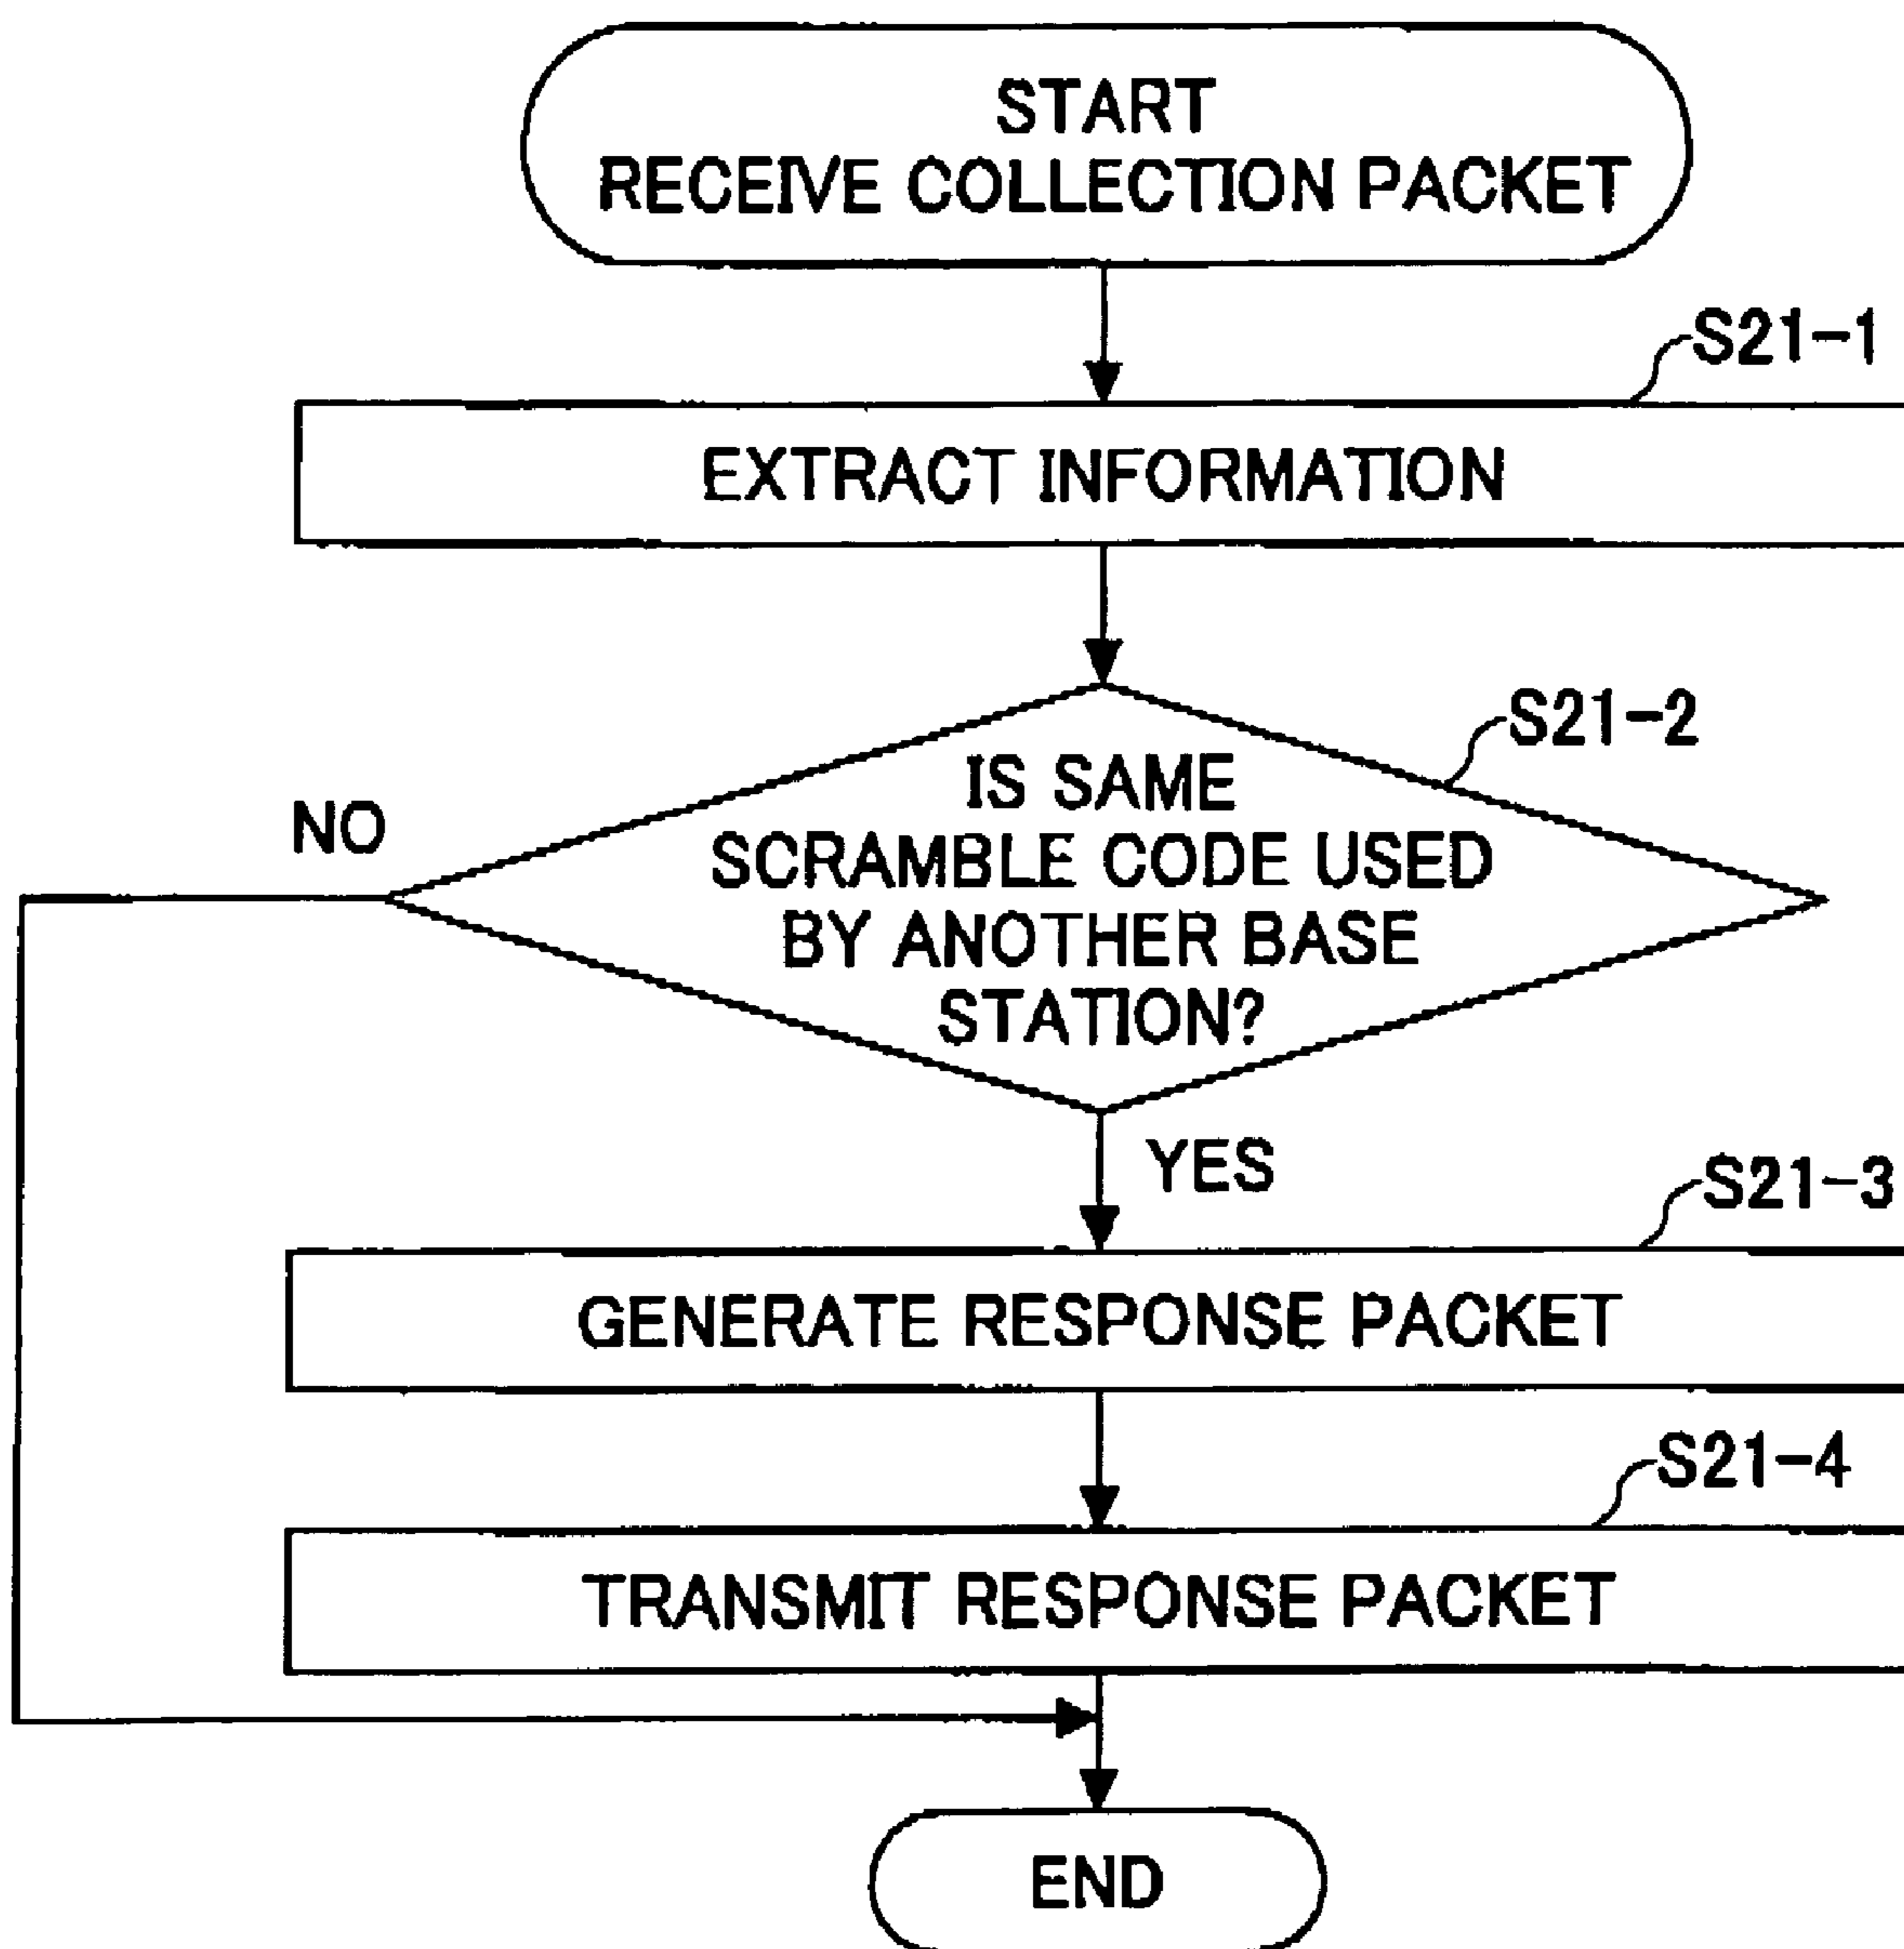 START
RECEIVE COLLECTION PACKET
S21-1
EXTRACT INFORMATION
S21-2
IS SAME
SCRAMBLE CODE USED
BY ANOTHER BASE
STATION?
NO
YES
S21-3
GENERATE RESPONSE PACKET
S21-4
TRANSMIT RESPONSE PACKET
END